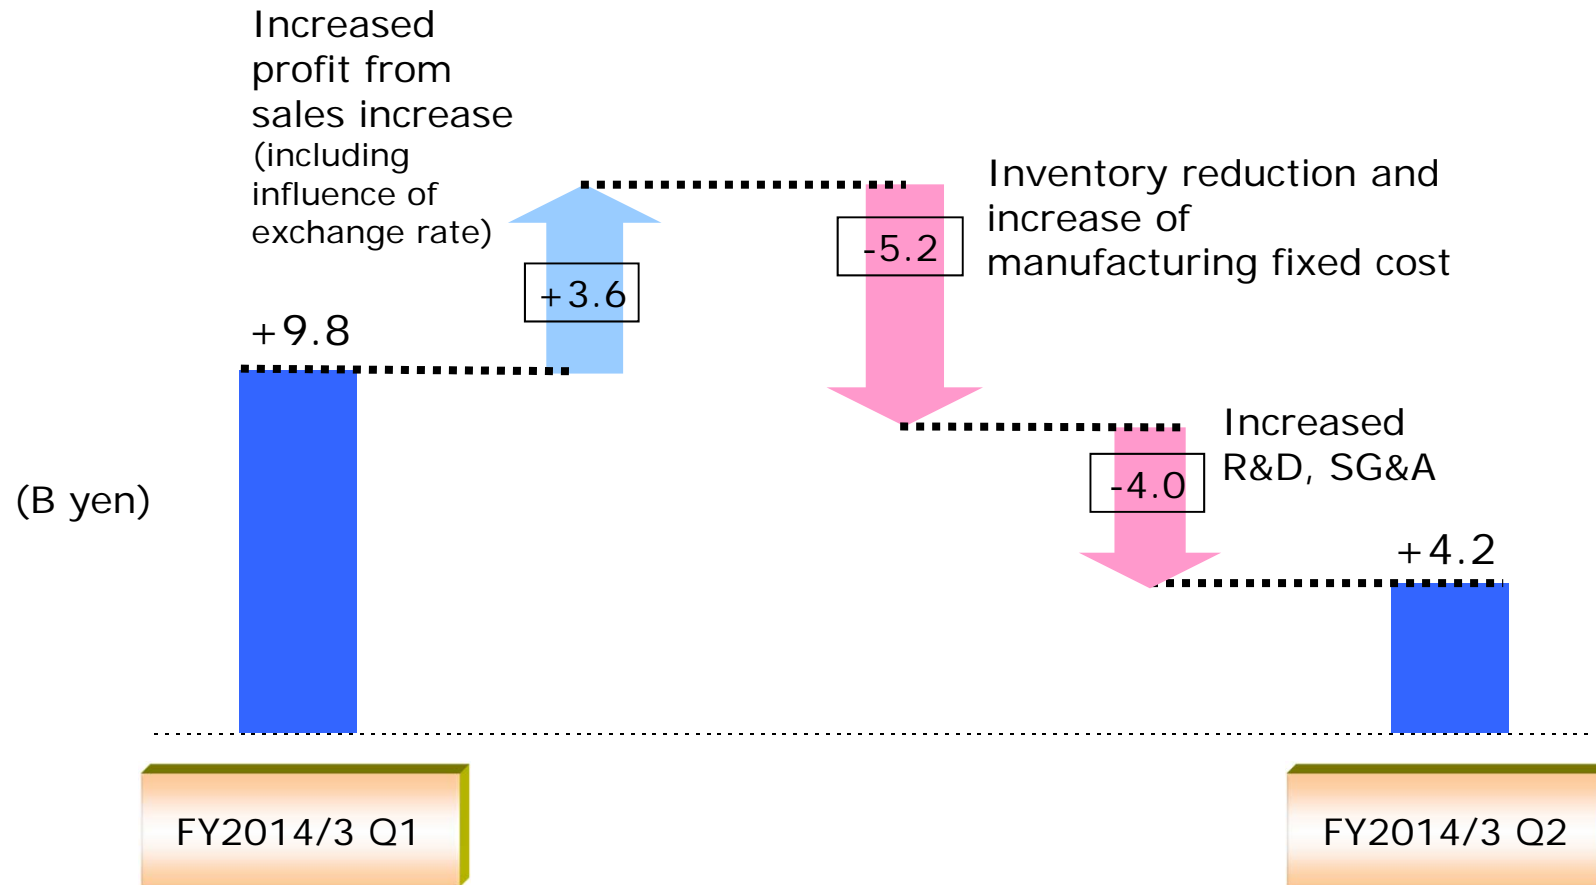 Increased
profit from
sales increase
(including
influence of
exchange rate)
+9.8
+3.6
-5.2
Inventory reduction and
increase of
manufacturing fixed cost
-4.0
Increased
R&D, SG&A
(B yen)
+4.2
FY2014/3 Q1
FY2014/3 Q2